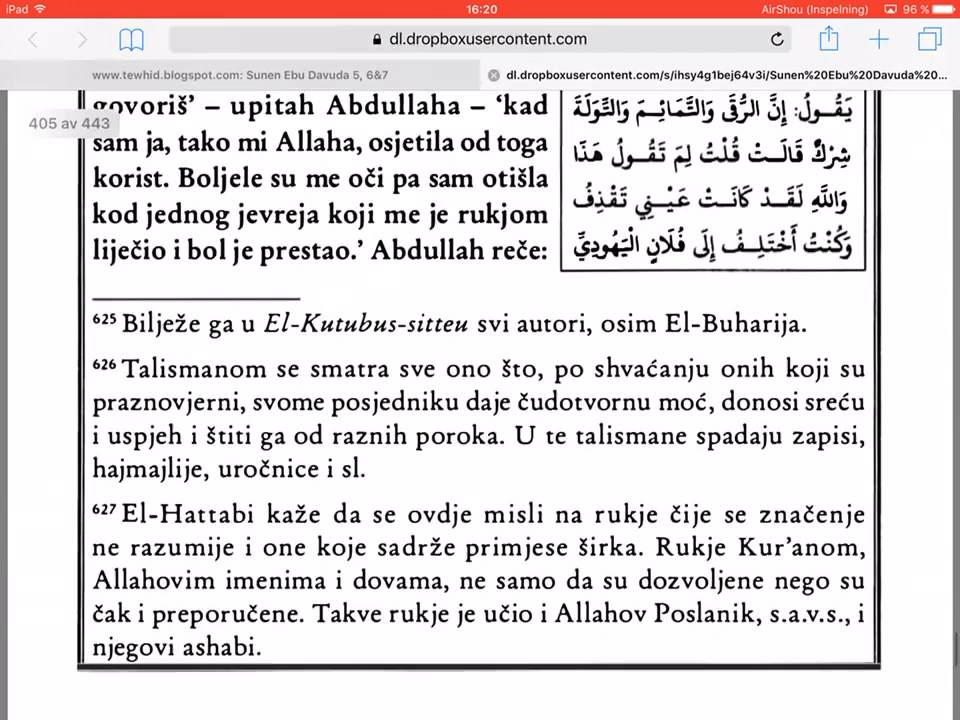 iPad
16:20
AirShou (Inspelning)
96 %
dl.dropboxusercontent.com
www.tewhid.blogspot.com: Sunen Ebu Davuda 5, 6&7
dl.dropboxusercontent.com/s/ihsy4g1bej64v3i/Sunen%20Ebu%20Davuda%20...
405 av 443
govoriš’ – upitah Abdullaha – ‘kad
sam ja, tako mi Allaha, osjetila od toga
korist. Boljele su me oči pa sam otišla
kod jednog jevreja koji me je rukjom
liječio i bol je prestao.’ Abdullah reče:
يَقُولُ: إِنَّ الرُّقَى وَالتَّمَائِمَ وَالتِّوَلَةَ
شِرْكٌ قَالَتْ قُلْتُ لِمَ تَقُولُ هَذَا
وَاللَّهِ لَقَدْ كَانَتْ عَيْنِي تَقْذِفُ
وَكُنْتُ أَخْتَلِفُ إِلَى فُلَانٍ الْيَهُودِيِّ
625 Bilježe ga u El-Kutubus-sitteu svi autori, osim El-Buharija.
626 Talismanom se smatra sve ono što, po shvaćanju onih koji su
praznovjerni, svome posjedniku daje čudotvornu moć, donosi sreću
i uspjeh i štiti ga od raznih poroka. U te talismane spadaju zapisi,
hajmajlije, uročnice i sl.
627 El-Hattabi kaže da se ovdje misli na rukje čije se značenje
ne razumije i one koje sadrže primjese širka. Rukje Kur’anom,
Allahovim imenima i dovama, ne samo da su dozvoljene nego su
čak i preporučene. Takve rukje je učio i Allahov Poslanik, s.a.v.s., i
njegovi ashabi.